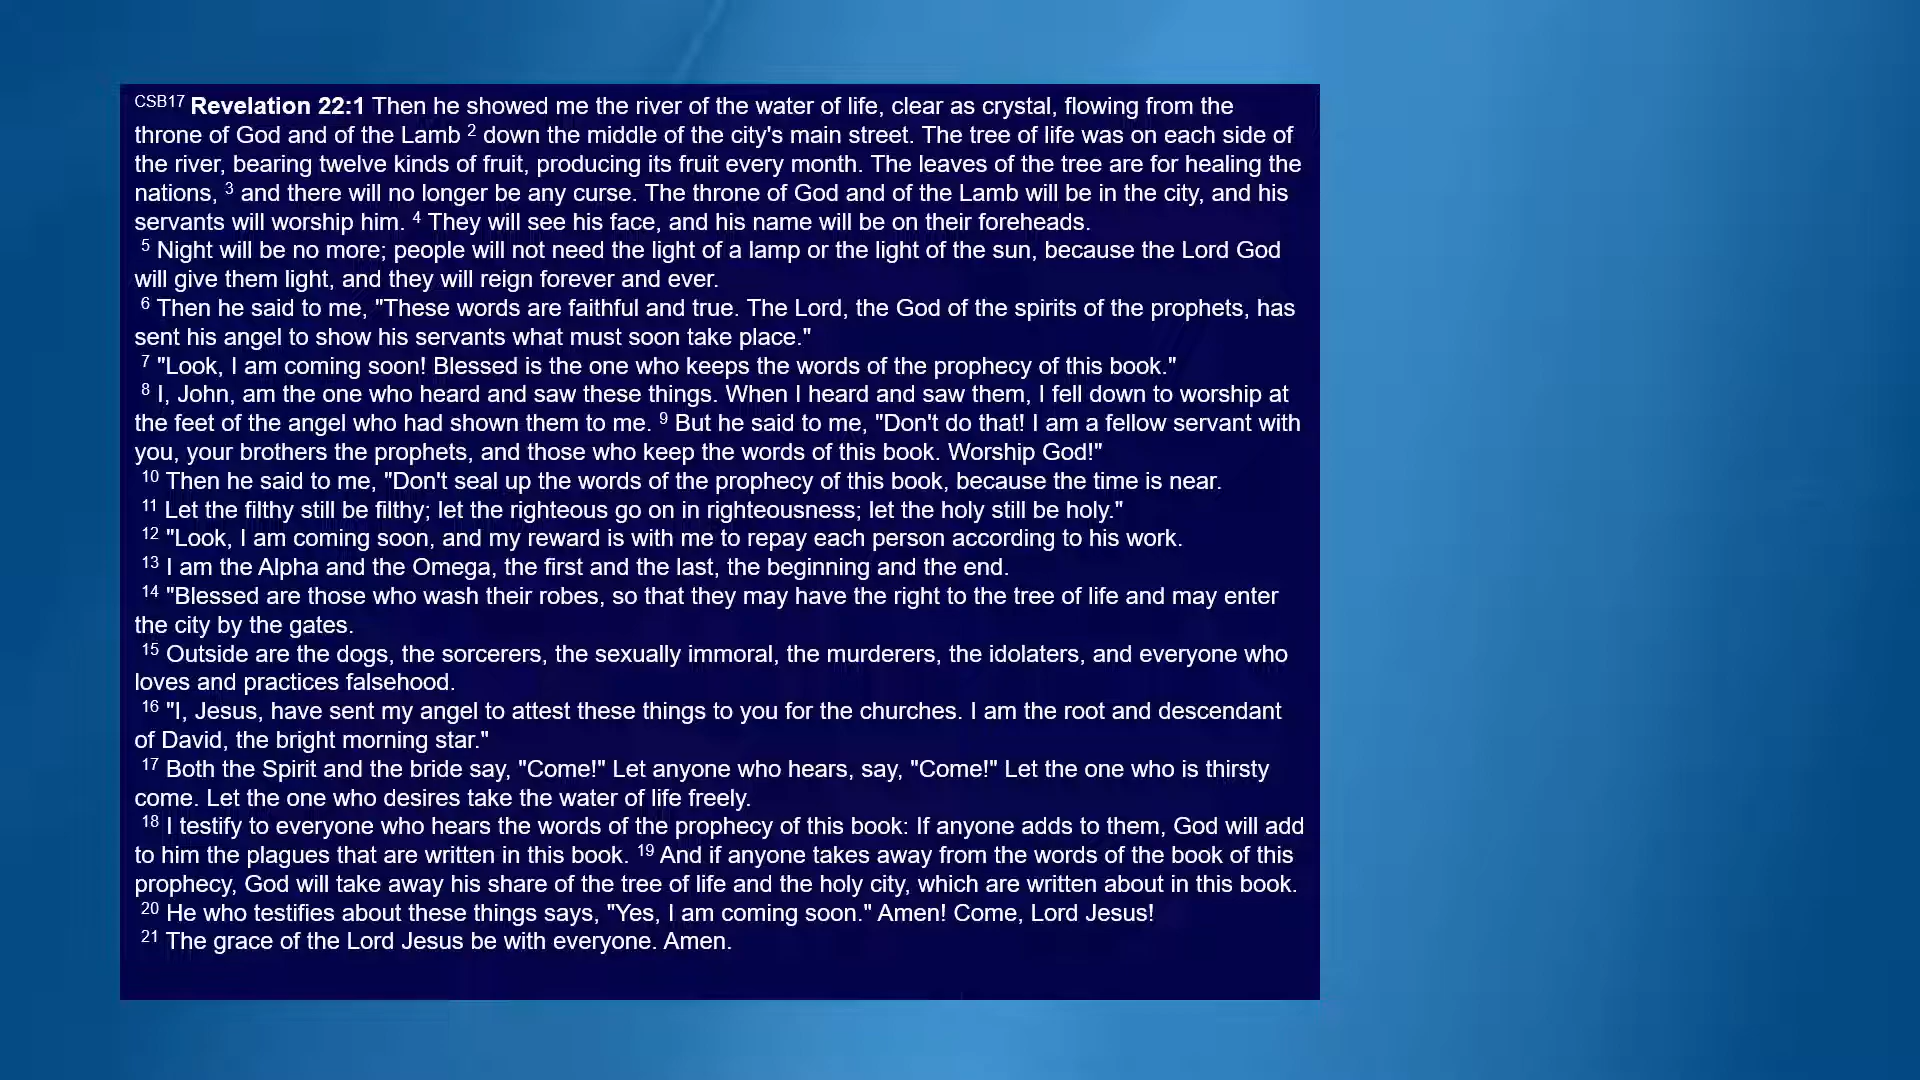 CSB17 Revelation 22:1 Then he showed me the river of the water of life, clear as crystal, flowing from the
throne of God and of the Lamb 2 down the middle of the city's main street. The tree of life was on each side of
the river, bearing twelve kinds of fruit, producing its fruit every month. The leaves of the tree are for healing the
nations, 3 and there will no longer be any curse. The throne of God and of the Lamb will be in the city, and his
servants will worship him. 4 They will see his face, and his name will be on their foreheads.
5 Night will be no more; people will not need the light of a lamp or the light of the sun, because the Lord God
will give them light, and they will reign forever and ever.
6 Then he said to me, "These words are faithful and true. The Lord, the God of the spirits of the prophets, has
sent his angel to show his servants what must soon take place."
7 "Look, I am coming soon! Blessed is the one who keeps the words of the prophecy of this book."
8 I, John, am the one who heard and saw these things. When I heard and saw them, I fell down to worship at
the feet of the angel who had shown them to me. 9 But he said to me, "Don't do that! I am a fellow servant with
you, your brothers the prophets, and those who keep the words of this book. Worship God!"
10 Then he said to me, "Don't seal up the words of the prophecy of this book, because the time is near.
11 Let the filthy still be filthy; let the righteous go on in righteousness; let the holy still be holy."
12 "Look, I am coming soon, and my reward is with me to repay each person according to his work.
13 I am the Alpha and the Omega, the first and the last, the beginning and the end.
14 "Blessed are those who wash their robes, so that they may have the right to the tree of life and may enter
the city by the gates.
15 Outside are the dogs, the sorcerers, the sexually immoral, the murderers, the idolaters, and everyone who
loves and practices falsehood.
16 "I, Jesus, have sent my angel to attest these things to you for the churches. I am the root and descendant
of David, the bright morning star."
17 Both the Spirit and the bride say, "Come!" Let anyone who hears, say, "Come!" Let the one who is thirsty
come. Let the one who desires take the water of life freely.
18 I testify to everyone who hears the words of the prophecy of this book: If anyone adds to them, God will add
to him the plagues that are written in this book. 19 And if anyone takes away from the words of the book of this
prophecy, God will take away his share of the tree of life and the holy city, which are written about in this book.
20 He who testifies about these things says, "Yes, I am coming soon." Amen! Come, Lord Jesus!
21 The grace of the Lord Jesus be with everyone. Amen.